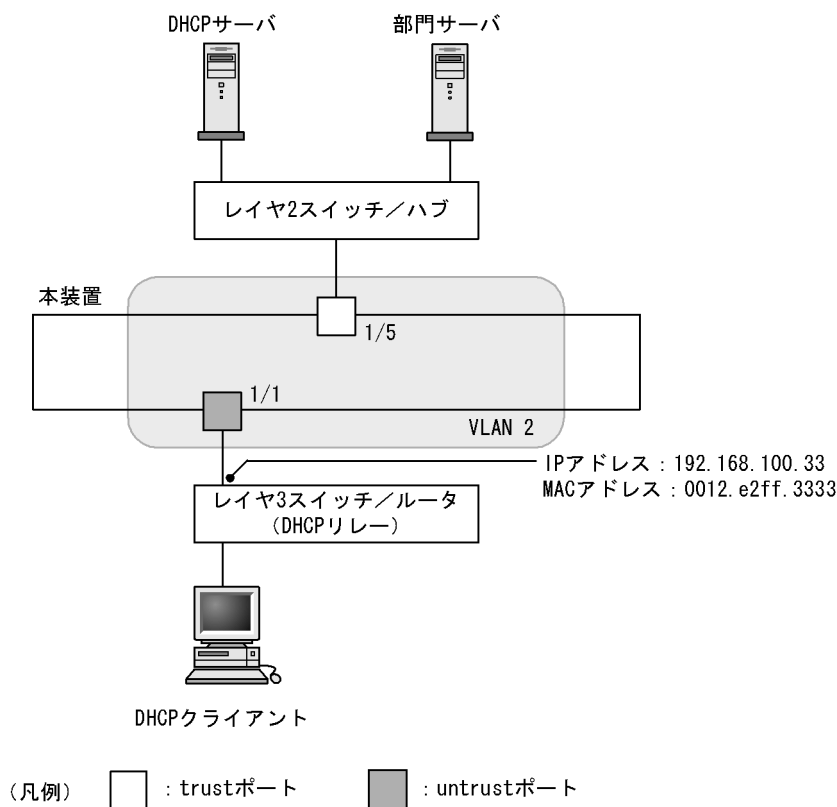 DHCPサーバ
部門サーバ
レイヤ2スイッチ／ハブ
本装置
1/5
1/1
VLAN 2
IPアドレス：192.168.100.33
MACアドレス：0012.e2ff.3333
レイヤ3スイッチ／ルータ
（DHCPリレー）
DHCPクライアント
（凡例）　：trustポート　：untrustポート